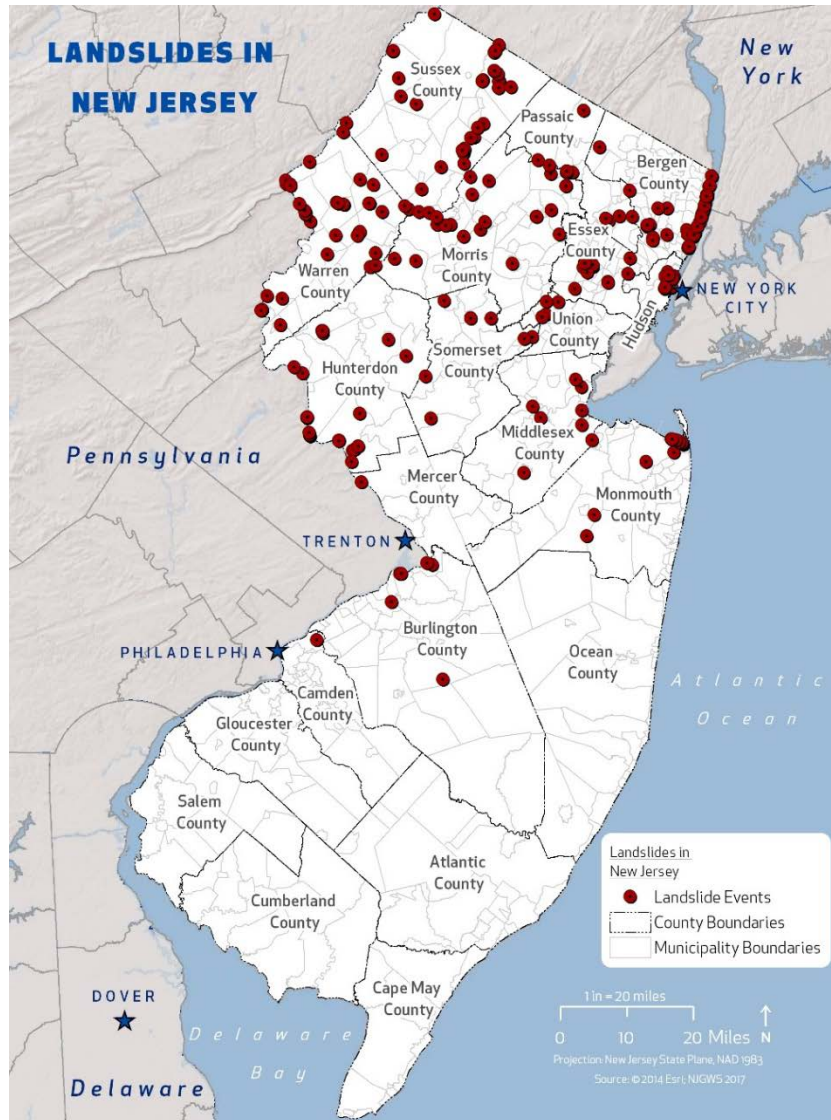 LANDSLIDES IN
NEW JERSEY
New
York
Sussex
County
Passaic
County
Bergen
County
Essex
County
Morris
County
Warren
County
NEW YORK
CITY
Hudson
Union
County
Somerset
County
Hunterdon
County
Middlesex
County
Pennsylvania
Mercer
County
Monmouth
County
TRENTON
Burlington
County
Ocean
County
PHILADELPHIA
Camden
County
Gloucester
County
Atlantic
Ocean
Salem
County
Atlantic
County
Cumberland
County
Cape May
County
DOVER
Delaware
Bay
Delaware
Landslides in
New Jersey
Landslide Events
County Boundaries
Municipality Boundaries
1 in = 20 miles
0 10 20 Miles
N
Projection: New Jersey State Plane, NAD 1983
Source: © 2014 Esri; NJGWS 2017